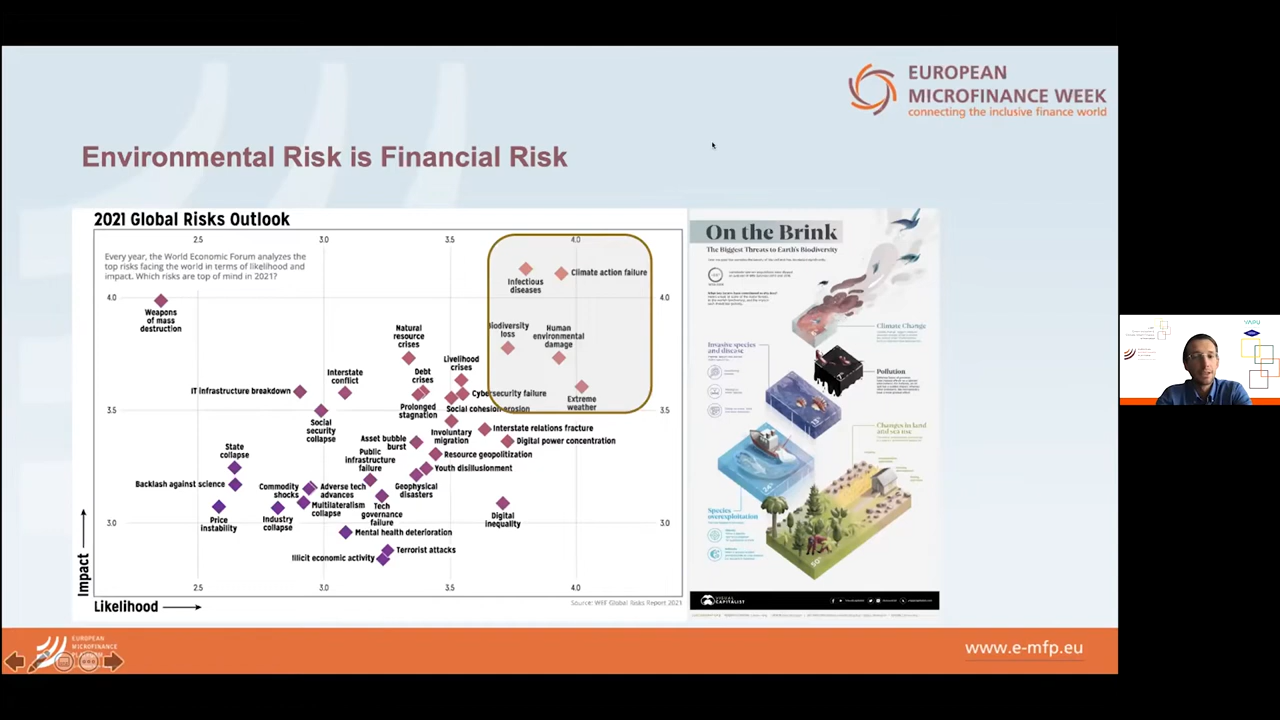 EUROPEAN
MICROFINANCE WEEK
connecting the inclusive finance world
Environmental Risk is Financial Risk
2021 Global Risks Outlook
2.5
3.0
3.5
4.0
Every year, the World Economic Forum analyzes the
top risks facing the world in terms of likelihood and
impact. Which risks are top of mind in 2021?
Infectious
diseases
Climate action failure
4.0
4.0
Weapons
of mass
destruction
Natural
resource
crises
Biodiversity
loss
Human
environmental
damage
Livelihood
crises
Interstate
conflict
Debt
crises
IT Infrastructure breakdown
Cybersecurity failure
Extreme
weather
Prolonged
stagnation
Social cohesion erosion
3.5
3.5
Social
security
collapse
Involuntary
migration
Interstate relations fracture
Digital power concentration
Asset bubble
burst
Public
infrastructure
failure
Resource geopolitization
Youth disillusionment
State
collapse
Geophysical
disasters
Backlash against science
Commodity
shocks
Adverse tech
advances
Multilateralism
collapse
Tech
governance
failure
Price
instability
Industry
collapse
Digital
inequality
3.0
3.0
Mental health deterioration
Terrorist attacks
Illicit economic activity
Impact
2.5
3.0
3.5
4.0
Likelihood
Source: WEF Global Risks Report 2021
On the Brink
The Biggest Threats to Earth's Biodiversity
Climate Change
Invasive species
and disease
Pollution
Changes in land
and sea use
Species
overexploitation
VISUAL
CAPITALIST
EUROPEAN
MICROFINANCE
www.e-mfp.eu